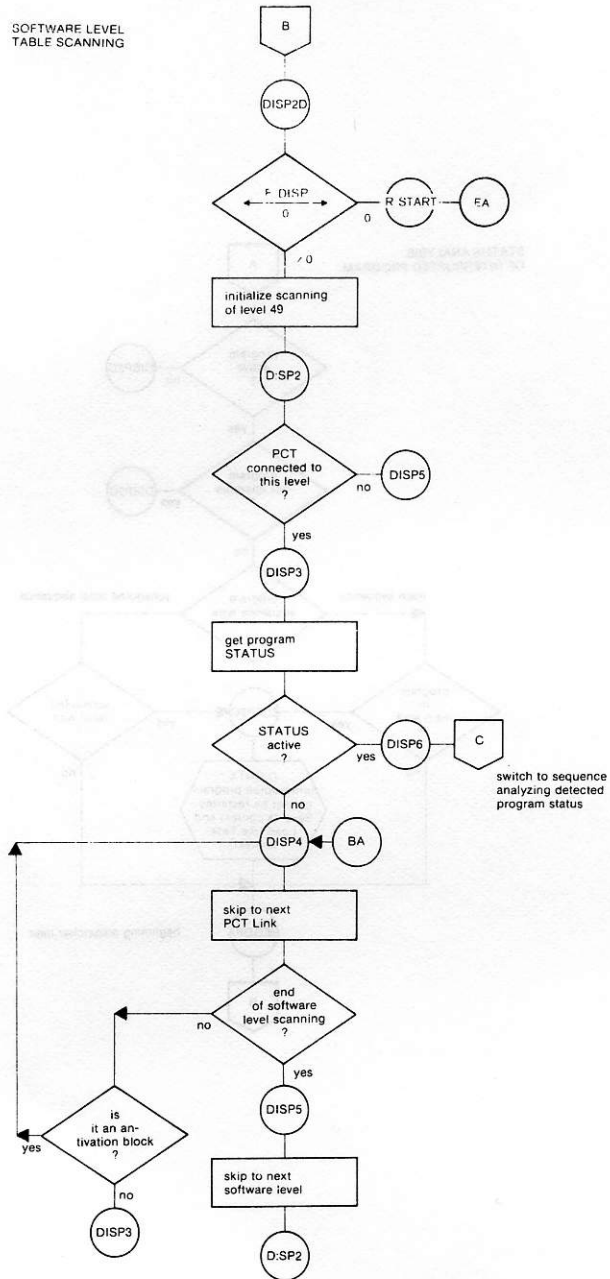 SOFTWARE LEVEL
TABLE SCANNING
B
DISP2D
F DISP
0
0
R START
EA
≠0
initialize scanning
of level 49
D:SP2
PCT
connected to
this level
?
no
DISP5
yes
DISP3
get program
STATUS
STATUS
active
?
yes
DISP6
C
switch to sequence
analyzing detected
program status
no
DISP4
BA
skip to next
PCT Link
end
of software
level scanning
?
no
yes
DISP5
is
it an an-
tivation block
?
yes
no
DISP3
skip to next
software level
D:SP2